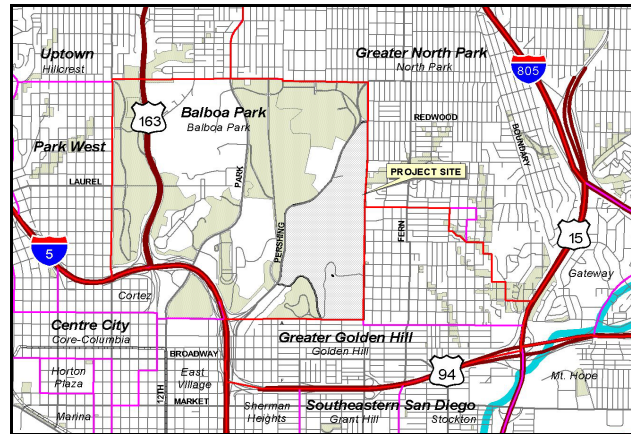 Uptown
Hillcrest
Greater North Park
North Park
805
Balboa Park
Balboa Park
163
REDWOOD
BOUNDARY
Park West
LAUREL
PARK
PROJECT SITE
PERSHING
FERN
15
5
Gateway
Cortez
Centre City
Core-Columbia
Greater Golden Hill
Golden Hill
BROADWAY
94
Horton
Plaza
East
Village
Mt. Hope
12TH
MARKET
Sherman
Heights
Southeastern San Diego
Grant Hill
Stockton
Marina